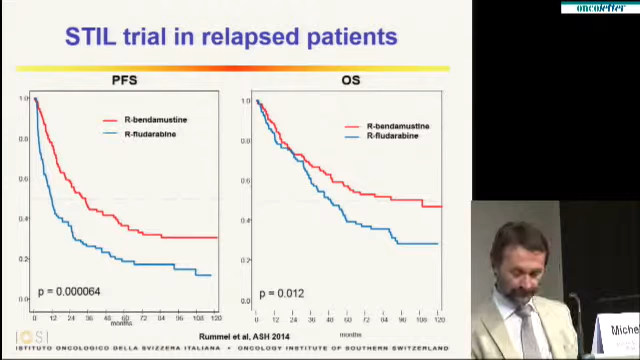 oncoletter
STIL trial in relapsed patients
PFS
OS
1.0
0.8
0.6
0.4
0.2
0.0
R-bendamustine
R-fludarabine
p = 0.000064
0 12 24 36 48 60 72 84 96 108 120
months
1.0
0.8
0.6
0.4
0.2
0.0
R-bendamustine
R-fludarabine
p = 0.012
0 12 24 36 48 60 72 84 96 108 120
months
Rummel et al, ASH 2014
IOSI
ISTITUTO ONCOLOGICO DELLA SVIZZERA ITALIANA • ONCOLOGY INSTITUTE OF SOUTHERN SWITZERLAND
Miche